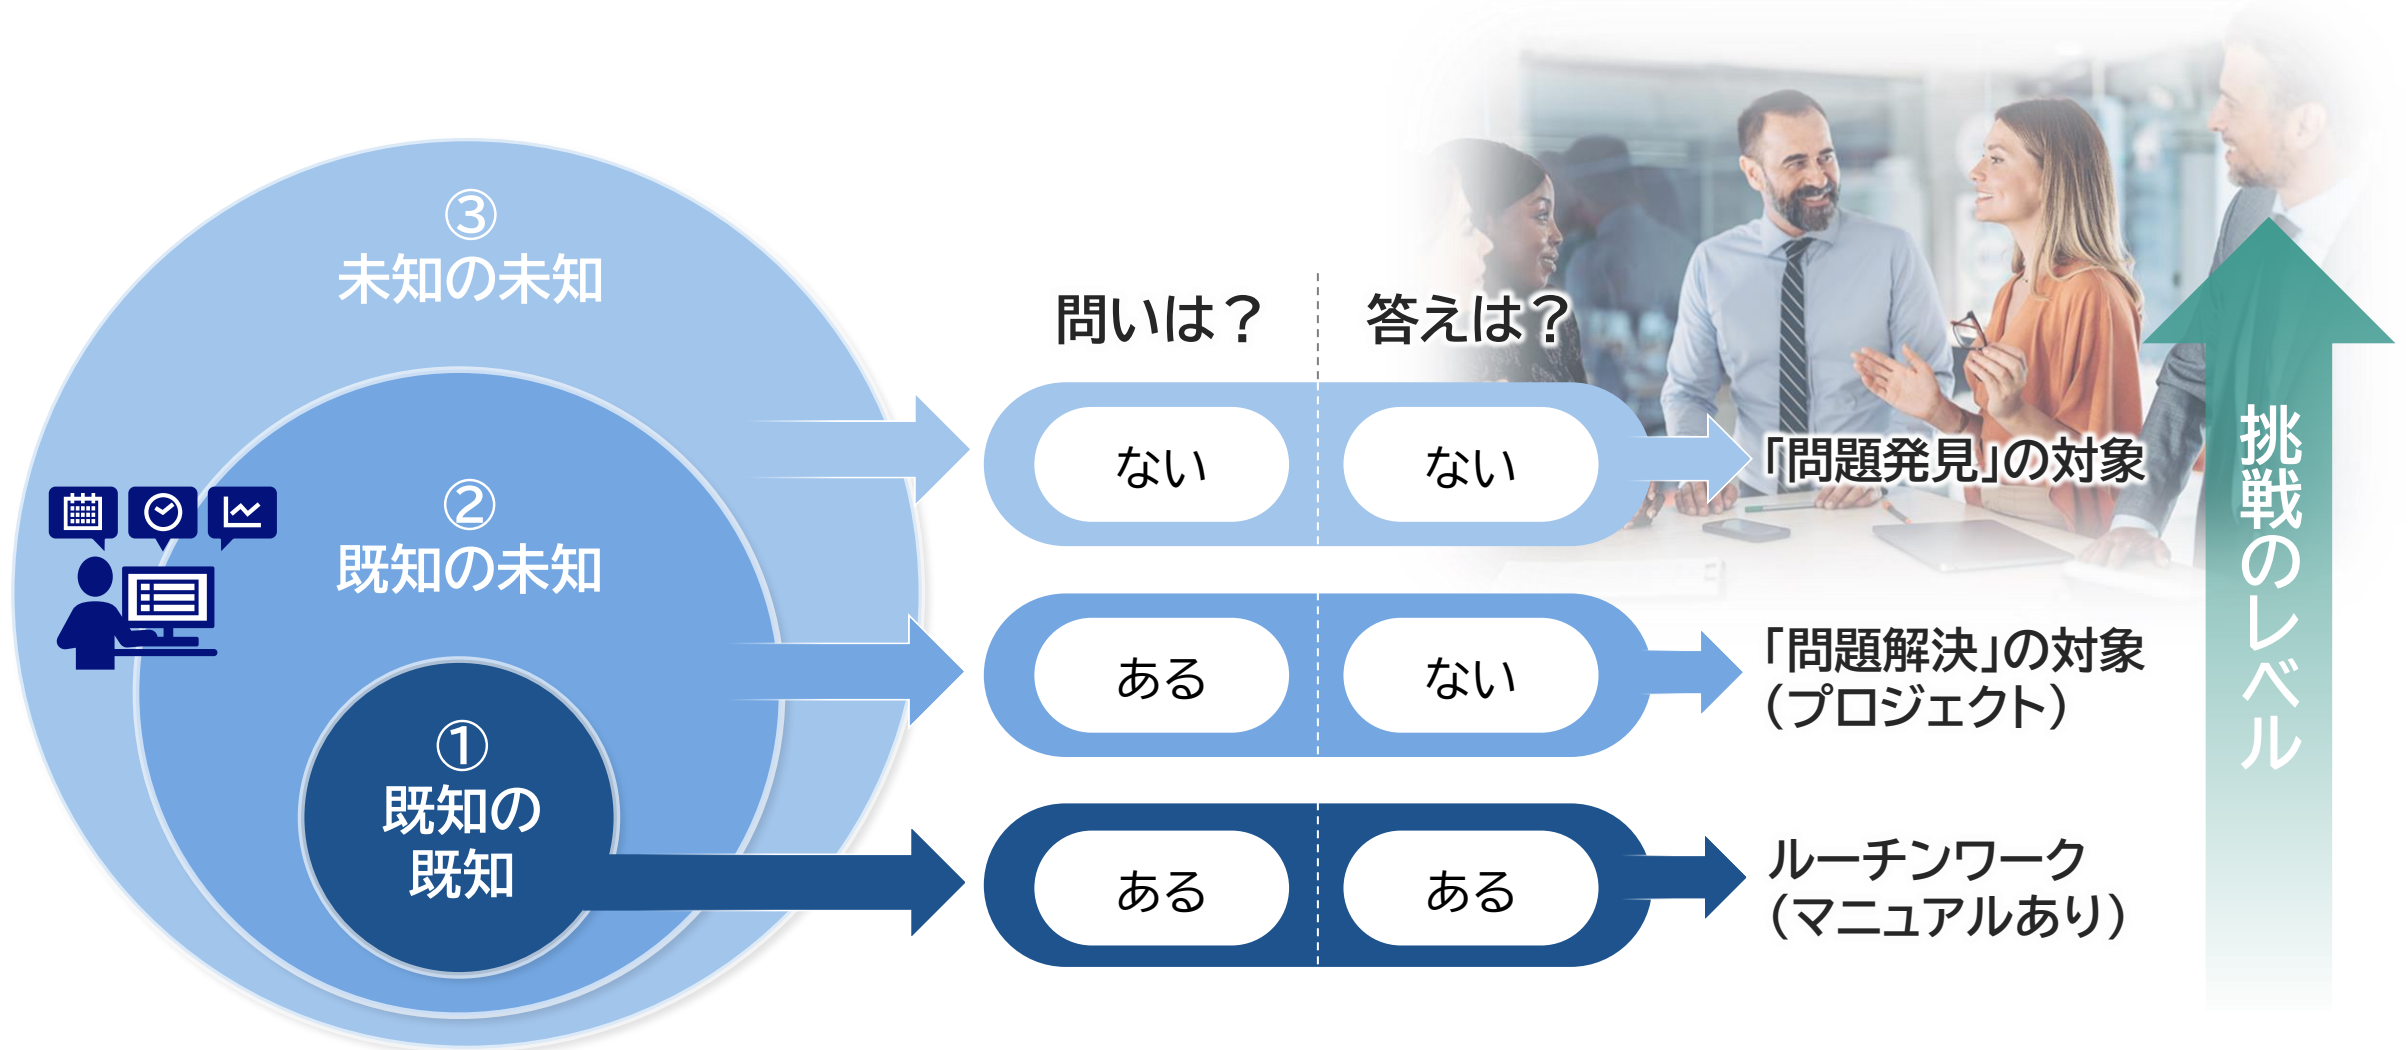 ③
未知の未知
②
既知の未知
①
既知の
既知
問いは？
答えは？
ない
ない
「問題発見」の対象
ある
ない
「問題解決」の対象
（プロジェクト）
ある
ある
ルーチンワーク
（マニュアルあり）
挑戦のレベル